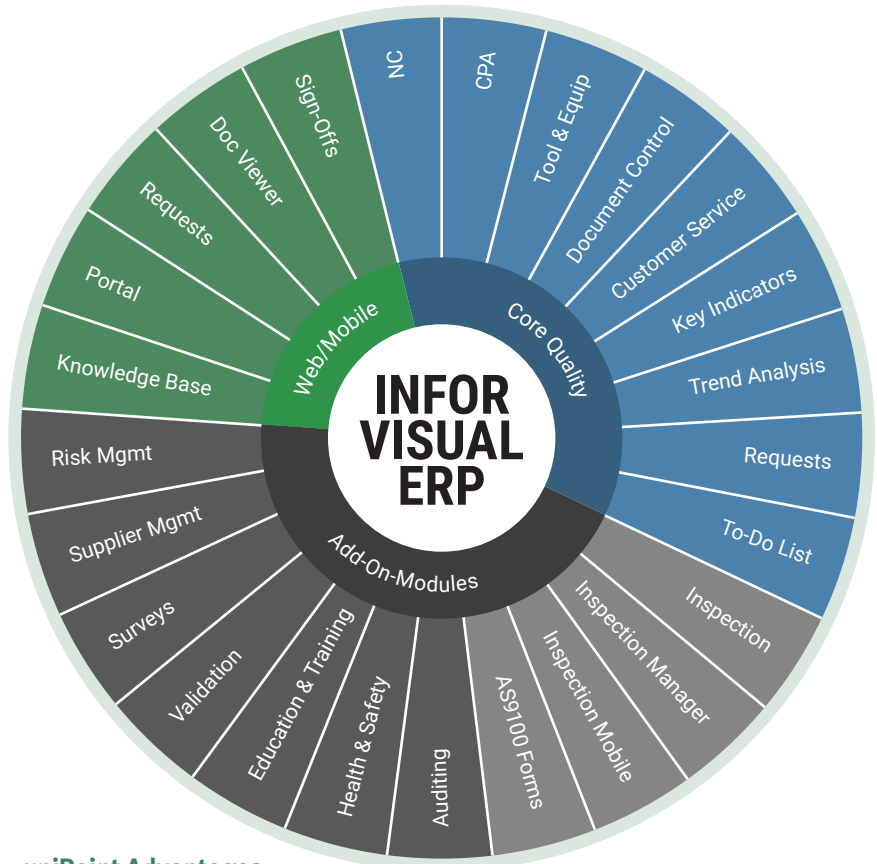 INFOR
VISUAL
ERP
Core Quality
NC
CPA
Tool & Equip
Document Control
Customer Service
Key Indicators
Trend Analysis
Requests
To-Do List
Add-On-Modules
Inspection
Inspection Manager
Inspection Mobile
AS9100 Forms
Auditing
Health & Safety
Education & Training
Validation
Surveys
Supplier Mgmt
Risk Mgmt
Web/Mobile
Knowledge Base
Portal
Requests
Doc Viewer
Sign-Offs
uniPoint Advantages